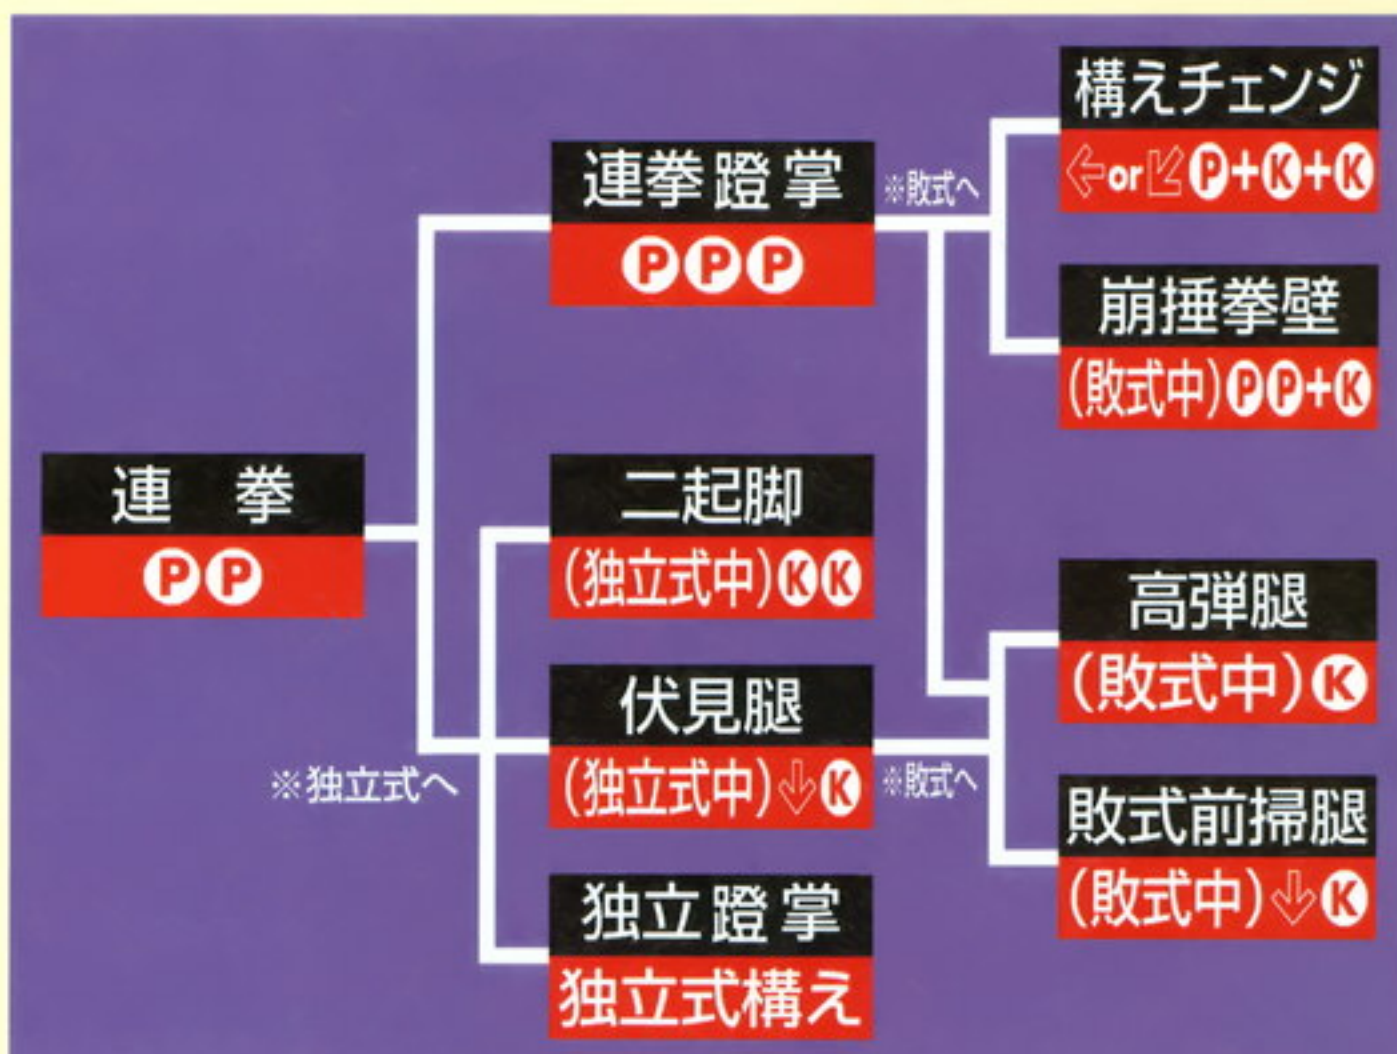 連 拳
PP
※独立式へ
連拳蹬掌
PPP
※敗式へ
二起脚
(独立式中)KK
伏見腿
(独立式中)⇩K
※敗式へ
独立蹬掌
独立式構え
構えチェンジ
⇦or⇙P+K+K
崩捶拳壁
(敗式中)PP+K
高弾腿
(敗式中)K
敗式前掃腿
(敗式中)⇩K